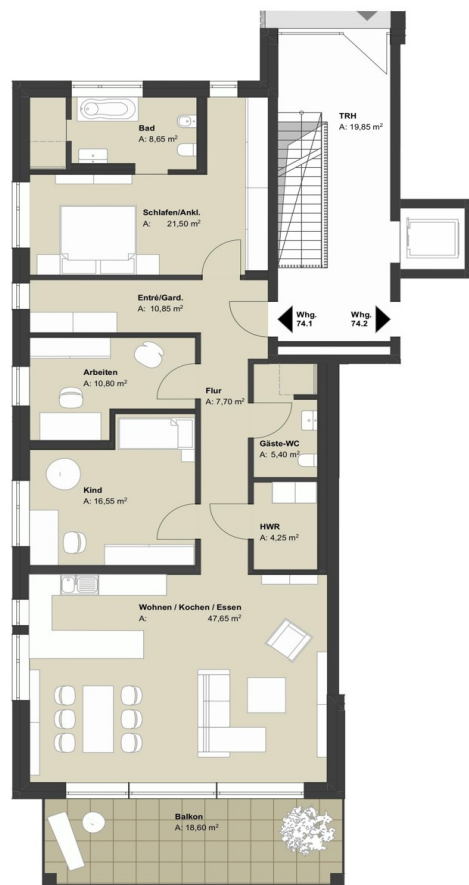 TRH
A: 19,85 m²
Bad
A: 8,65 m²
Schlafen/Ankl.
A: 21,50 m²
Entré/Gard.
A: 10,85 m²
Whg.
74.1
Whg.
74.2
Arbeiten
A: 10,80 m²
Flur
A: 7,70 m²
Gäste-WC
A: 5,40 m²
Kind
A: 16,55 m²
HWR
A: 4,25 m²
Wohnen / Kochen / Essen
A: 47,65 m²
Balkon
A: 18,60 m²